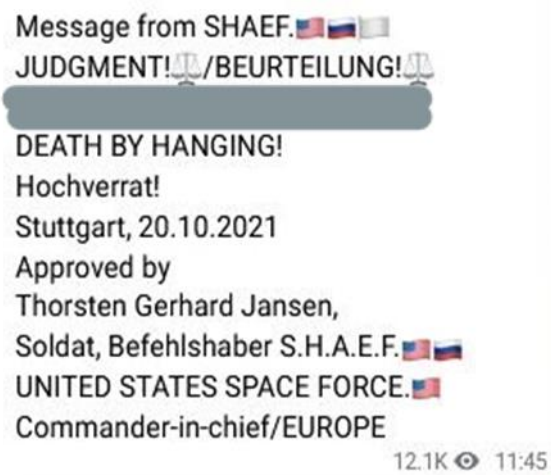 Message from SHAEF.🇺🇸🇷🇺🏳
JUDGMENT!⚖/BEURTEILUNG!⚖
DEATH BY HANGING!
Hochverrat!
Stuttgart, 20.10.2021
Approved by
Thorsten Gerhard Jansen,
Soldat, Befehlshaber S.H.A.E.F.🇺🇸🇷🇺
UNITED STATES SPACE FORCE.🇺🇸
Commander-in-chief/EUROPE
12.1K 👁 11:45